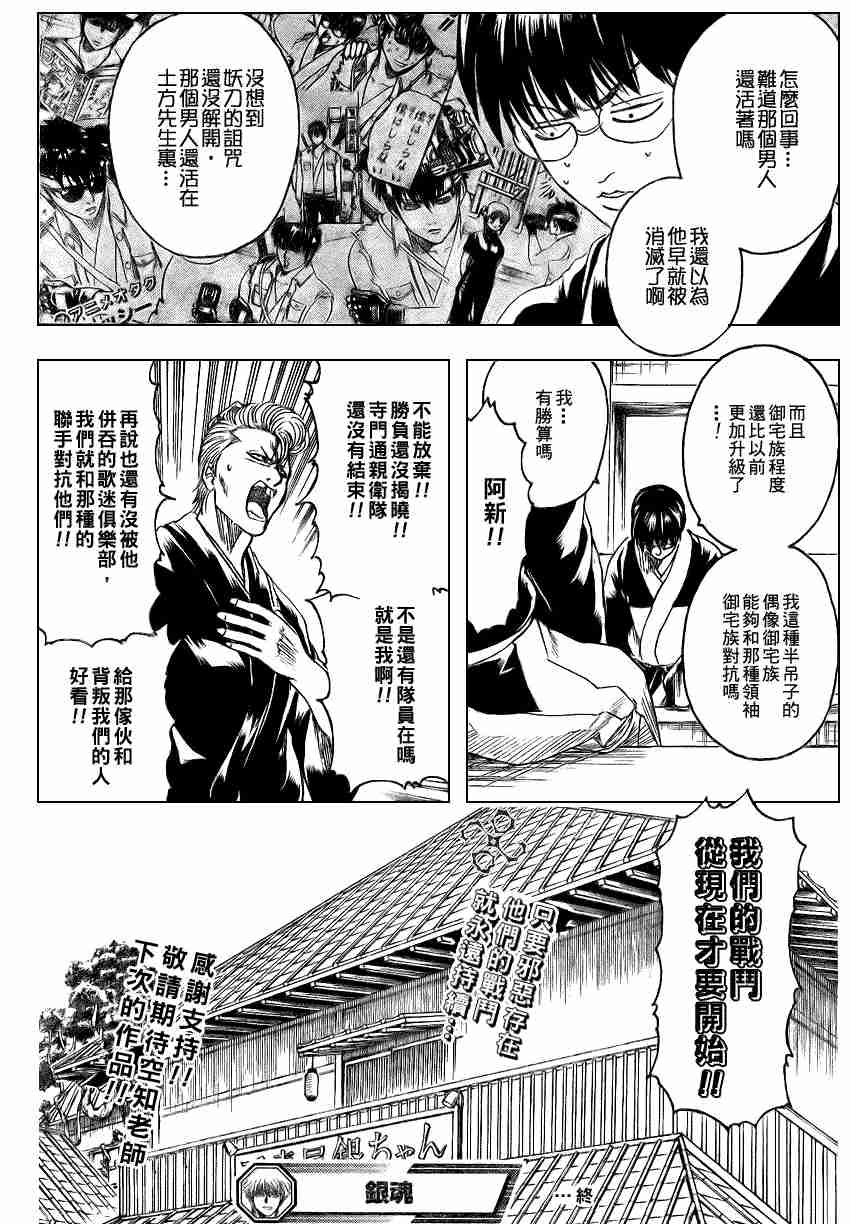 怎麼回事…
難道那個男人
還活著嗎
我還以為
他早就被
消滅了啊
沒想到
妖刀的詛咒
還沒解開，
那個男人還活在
土方先生裏…
アニメオタク
而且
御宅族程度
還比以前
更加升級了
…！
我這種半吊子的
偶像御宅族
能夠和那種領袖
御宅族對抗嗎
我…
有勝算嗎
阿新!!
不能放棄!!
勝負還沒揭曉!!
寺門通親衛隊
還沒有結束!!
不是還有隊員在嗎
就是我啊!!
再說也還有沒被他
併吞的歌迷俱樂部，
我們就和那種的
聯手對抗他們!!
給那傢伙和
背叛我們的人
好看!!
我們的戰鬥
從現在才要開始!!
只要邪惡存在
他們的戰鬥
就永遠持續…
感謝支持!!
敬請期待空知老師
下次的作品!!
銀ちゃん
銀魂
…終